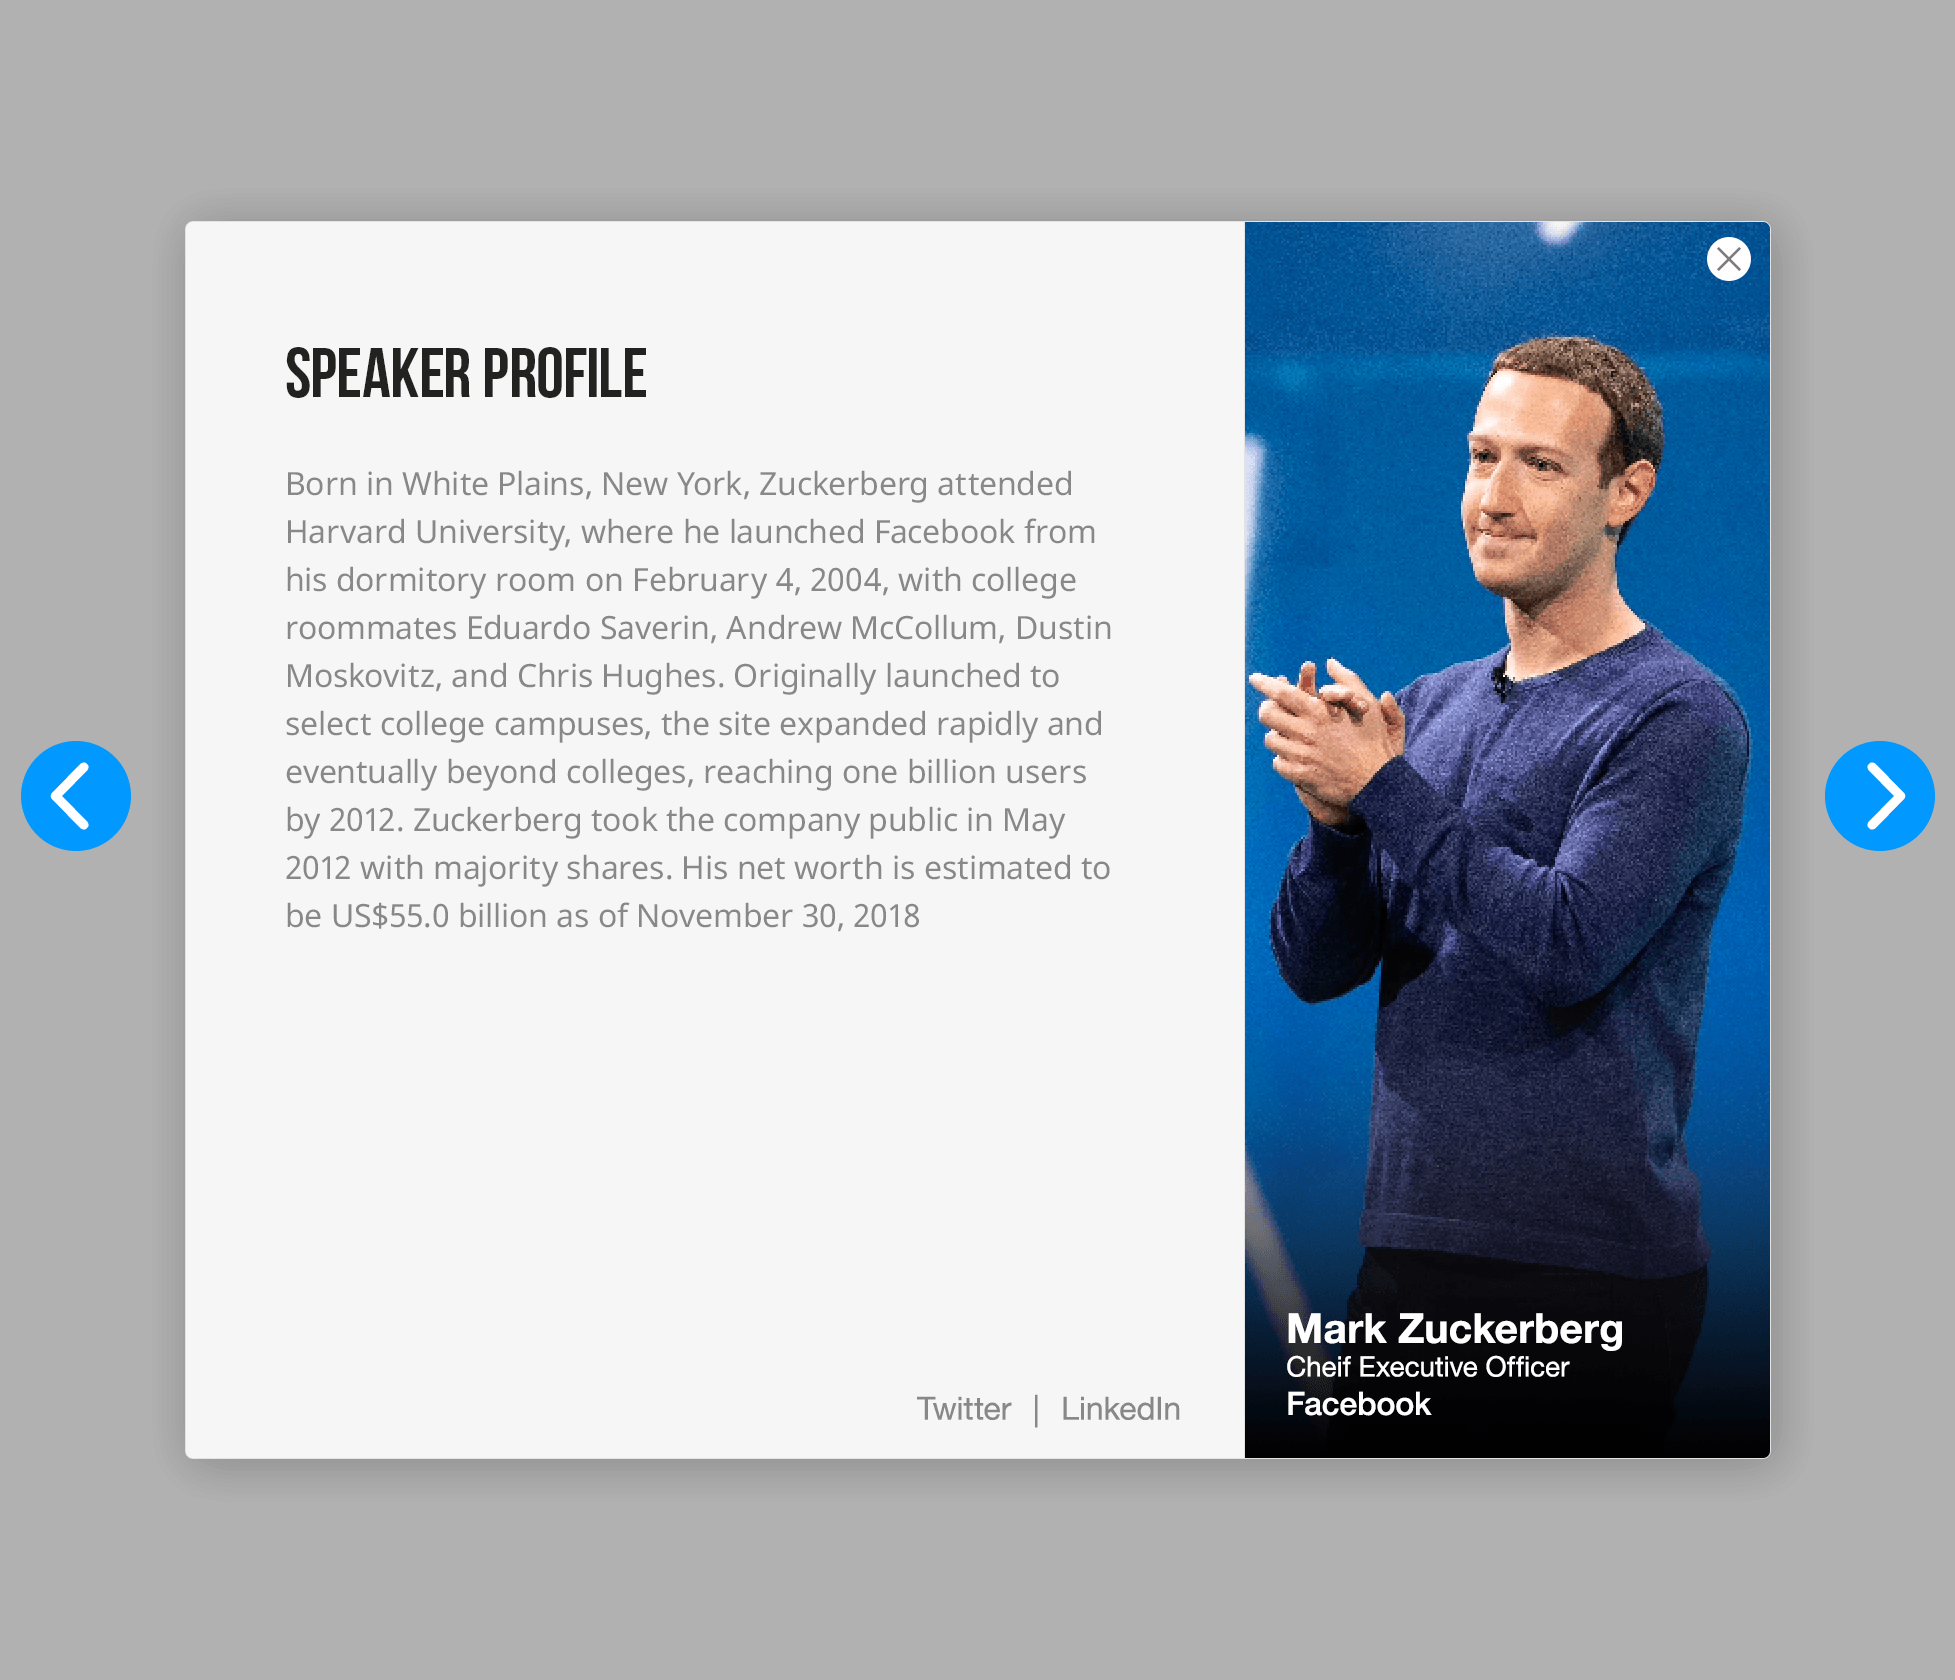 SPEAKER PROFILE
Born in White Plains, New York, Zuckerberg attended
Harvard University, where he launched Facebook from
his dormitory room on February 4, 2004, with college
roommates Eduardo Saverin, Andrew McCollum, Dustin
Moskovitz, and Chris Hughes. Originally launched to
select college campuses, the site expanded rapidly and
eventually beyond colleges, reaching one billion users
by 2012. Zuckerberg took the company public in May
2012 with majority shares. His net worth is estimated to
be US$55.0 billion as of November 30, 2018
Twitter | LinkedIn
Mark Zuckerberg
Cheif Executive Officer
Facebook